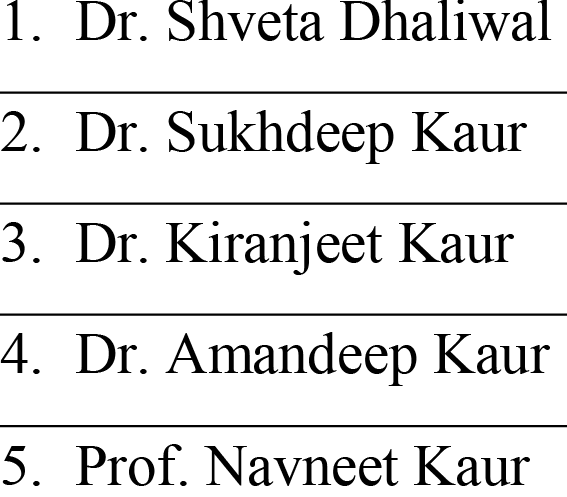 1. Dr. Shveta Dhaliwal
2. Dr. Sukhdeep Kaur
3. Dr. Kiranjeet Kaur
4. Dr. Amandeep Kaur
5. Prof. Navneet Kaur